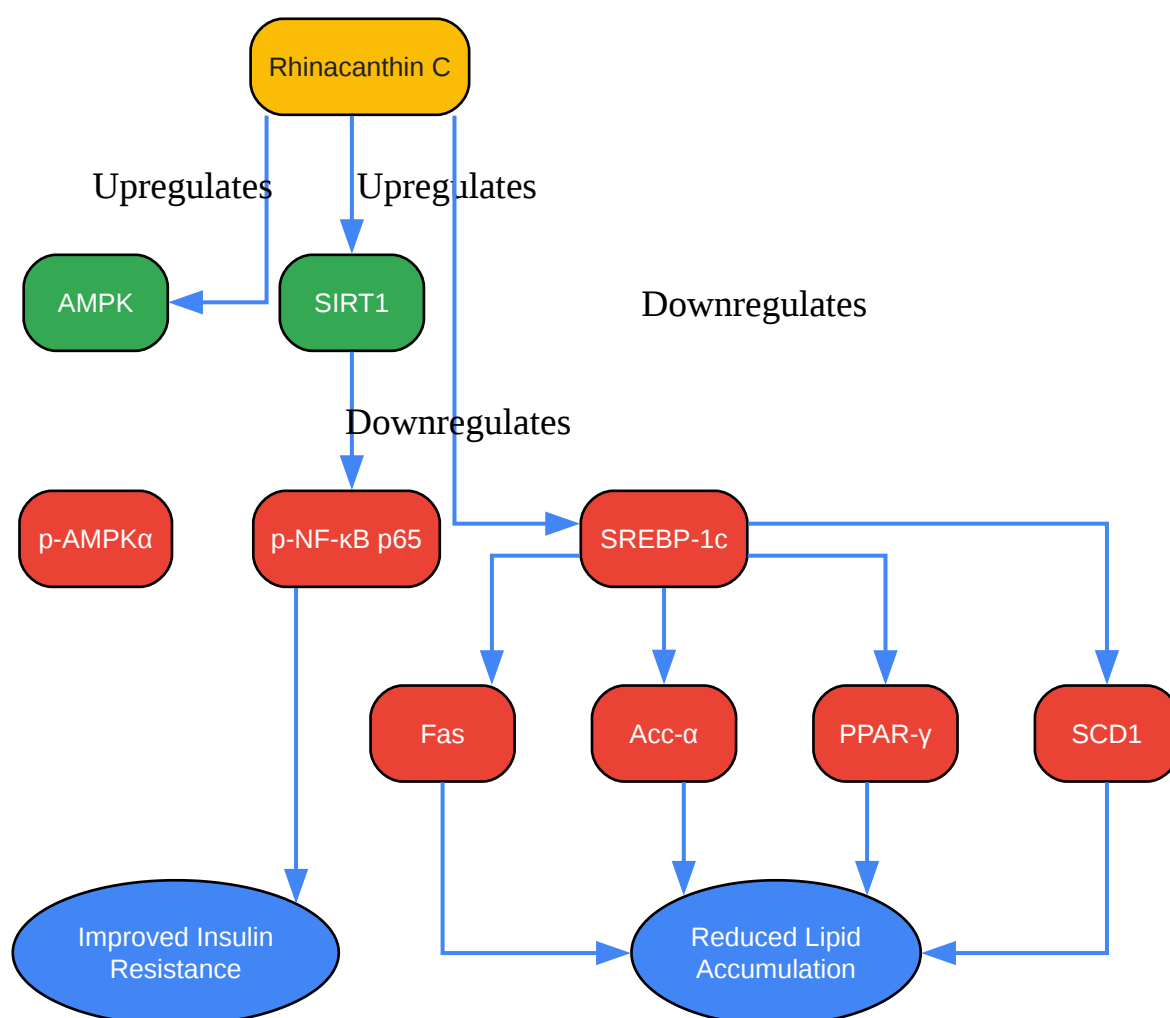 Rhinacanthin C
Upregulates
Upregulates
AMPK
SIRT1
Downregulates
Downregulates
p-AMPKα
p-NF-κB p65
SREBP-1c
Fas
Acc-α
PPAR-γ
SCD1
Improved Insulin
Resistance
Reduced Lipid
Accumulation